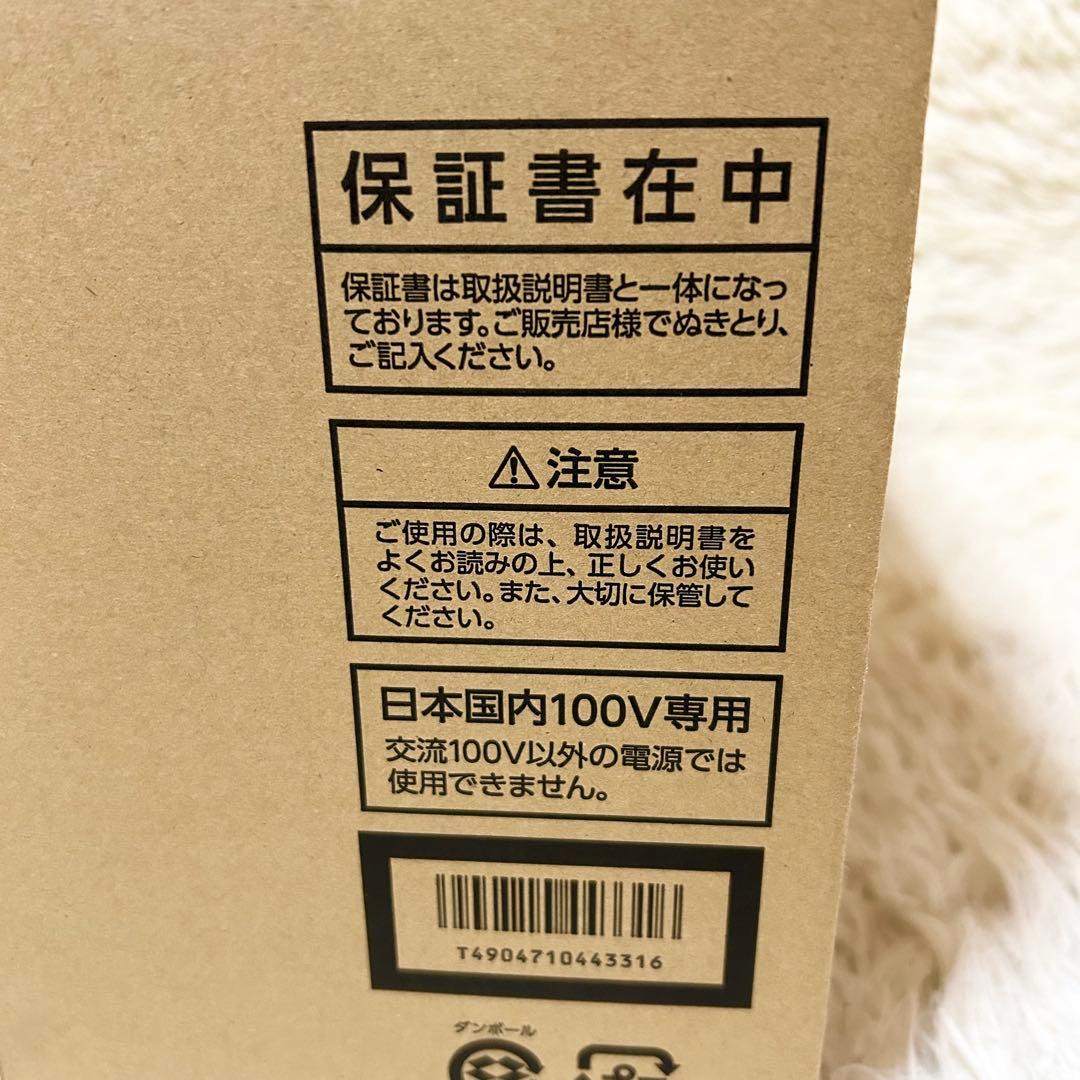 保証書在中
保証書は取扱説明書と一体になっ
ております。ご販売店様でぬきとり、
ご記入ください。
⚠注意
ご使用の際は、取扱説明書を
よくお読みの上、正しくお使い
ください。また、大切に保管して
ください。
日本国内100V専用
交流100V以外の電源では
使用できません。
T4904710443316
ダンボール